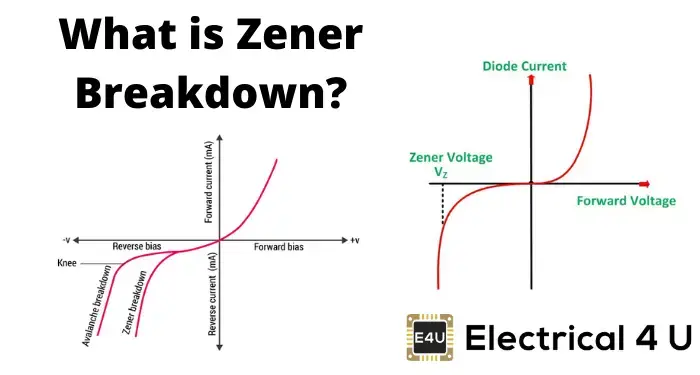 What is Zener
Breakdown?
Forward current (mA)
-v
+v
Reverse bias
Forward bias
Knee
Avalanche breakdown
Zener breakdown
Reverse current (mA)
Diode Current
Zener Voltage
VZ
Forward Voltage
E4U
Electrical 4 U